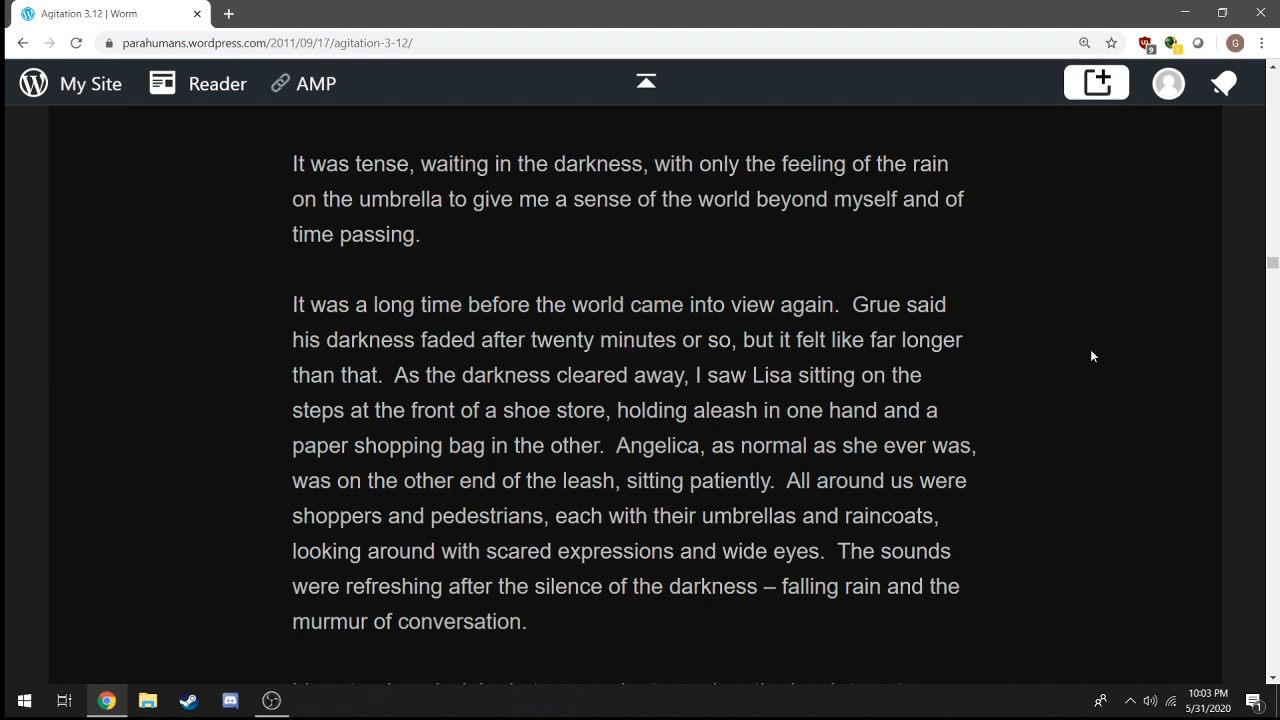 Agitation 3.12 | Worm
parahumans.wordpress.com/2011/09/17/agitation-3-12/
9
1
G
My Site
Reader
AMP
It was tense, waiting in the darkness, with only the feeling of the rain
on the umbrella to give me a sense of the world beyond myself and of
time passing.
It was a long time before the world came into view again.  Grue said
his darkness faded after twenty minutes or so, but it felt like far longer
than that.  As the darkness cleared away, I saw Lisa sitting on the
steps at the front of a shoe store, holding aleash in one hand and a
paper shopping bag in the other.  Angelica, as normal as she ever was,
was on the other end of the leash, sitting patiently.  All around us were
shoppers and pedestrians, each with their umbrellas and raincoats,
looking around with scared expressions and wide eyes.  The sounds
were refreshing after the silence of the darkness – falling rain and the
murmur of conversation.
10:03 PM
5/31/2020
1